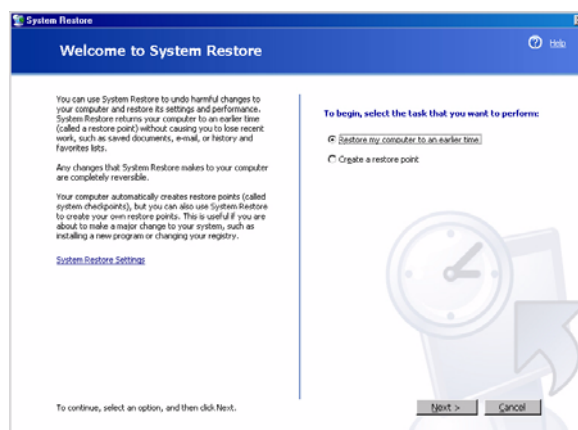 System Restore
Welcome to System Restore
Help
You can use System Restore to undo harmful changes to
your computer and restore its settings and performance.
System Restore returns your computer to an earlier time
(called a restore point) without causing you to lose recent
work, such as saved documents, e-mail, or history and
favorites lists.
Any changes that System Restore makes to your computer
are completely reversible.
Your computer automatically creates restore points (called
system checkpoints), but you can also use System Restore
to create your own restore points. This is useful if you are
about to make a major change to your system, such as
installing a new program or changing your registry.
System Restore Settings
To begin, select the task that you want to perform:
Restore my computer to an earlier time
Create a restore point
To continue, select an option, and then click Next.
Next >
Cancel